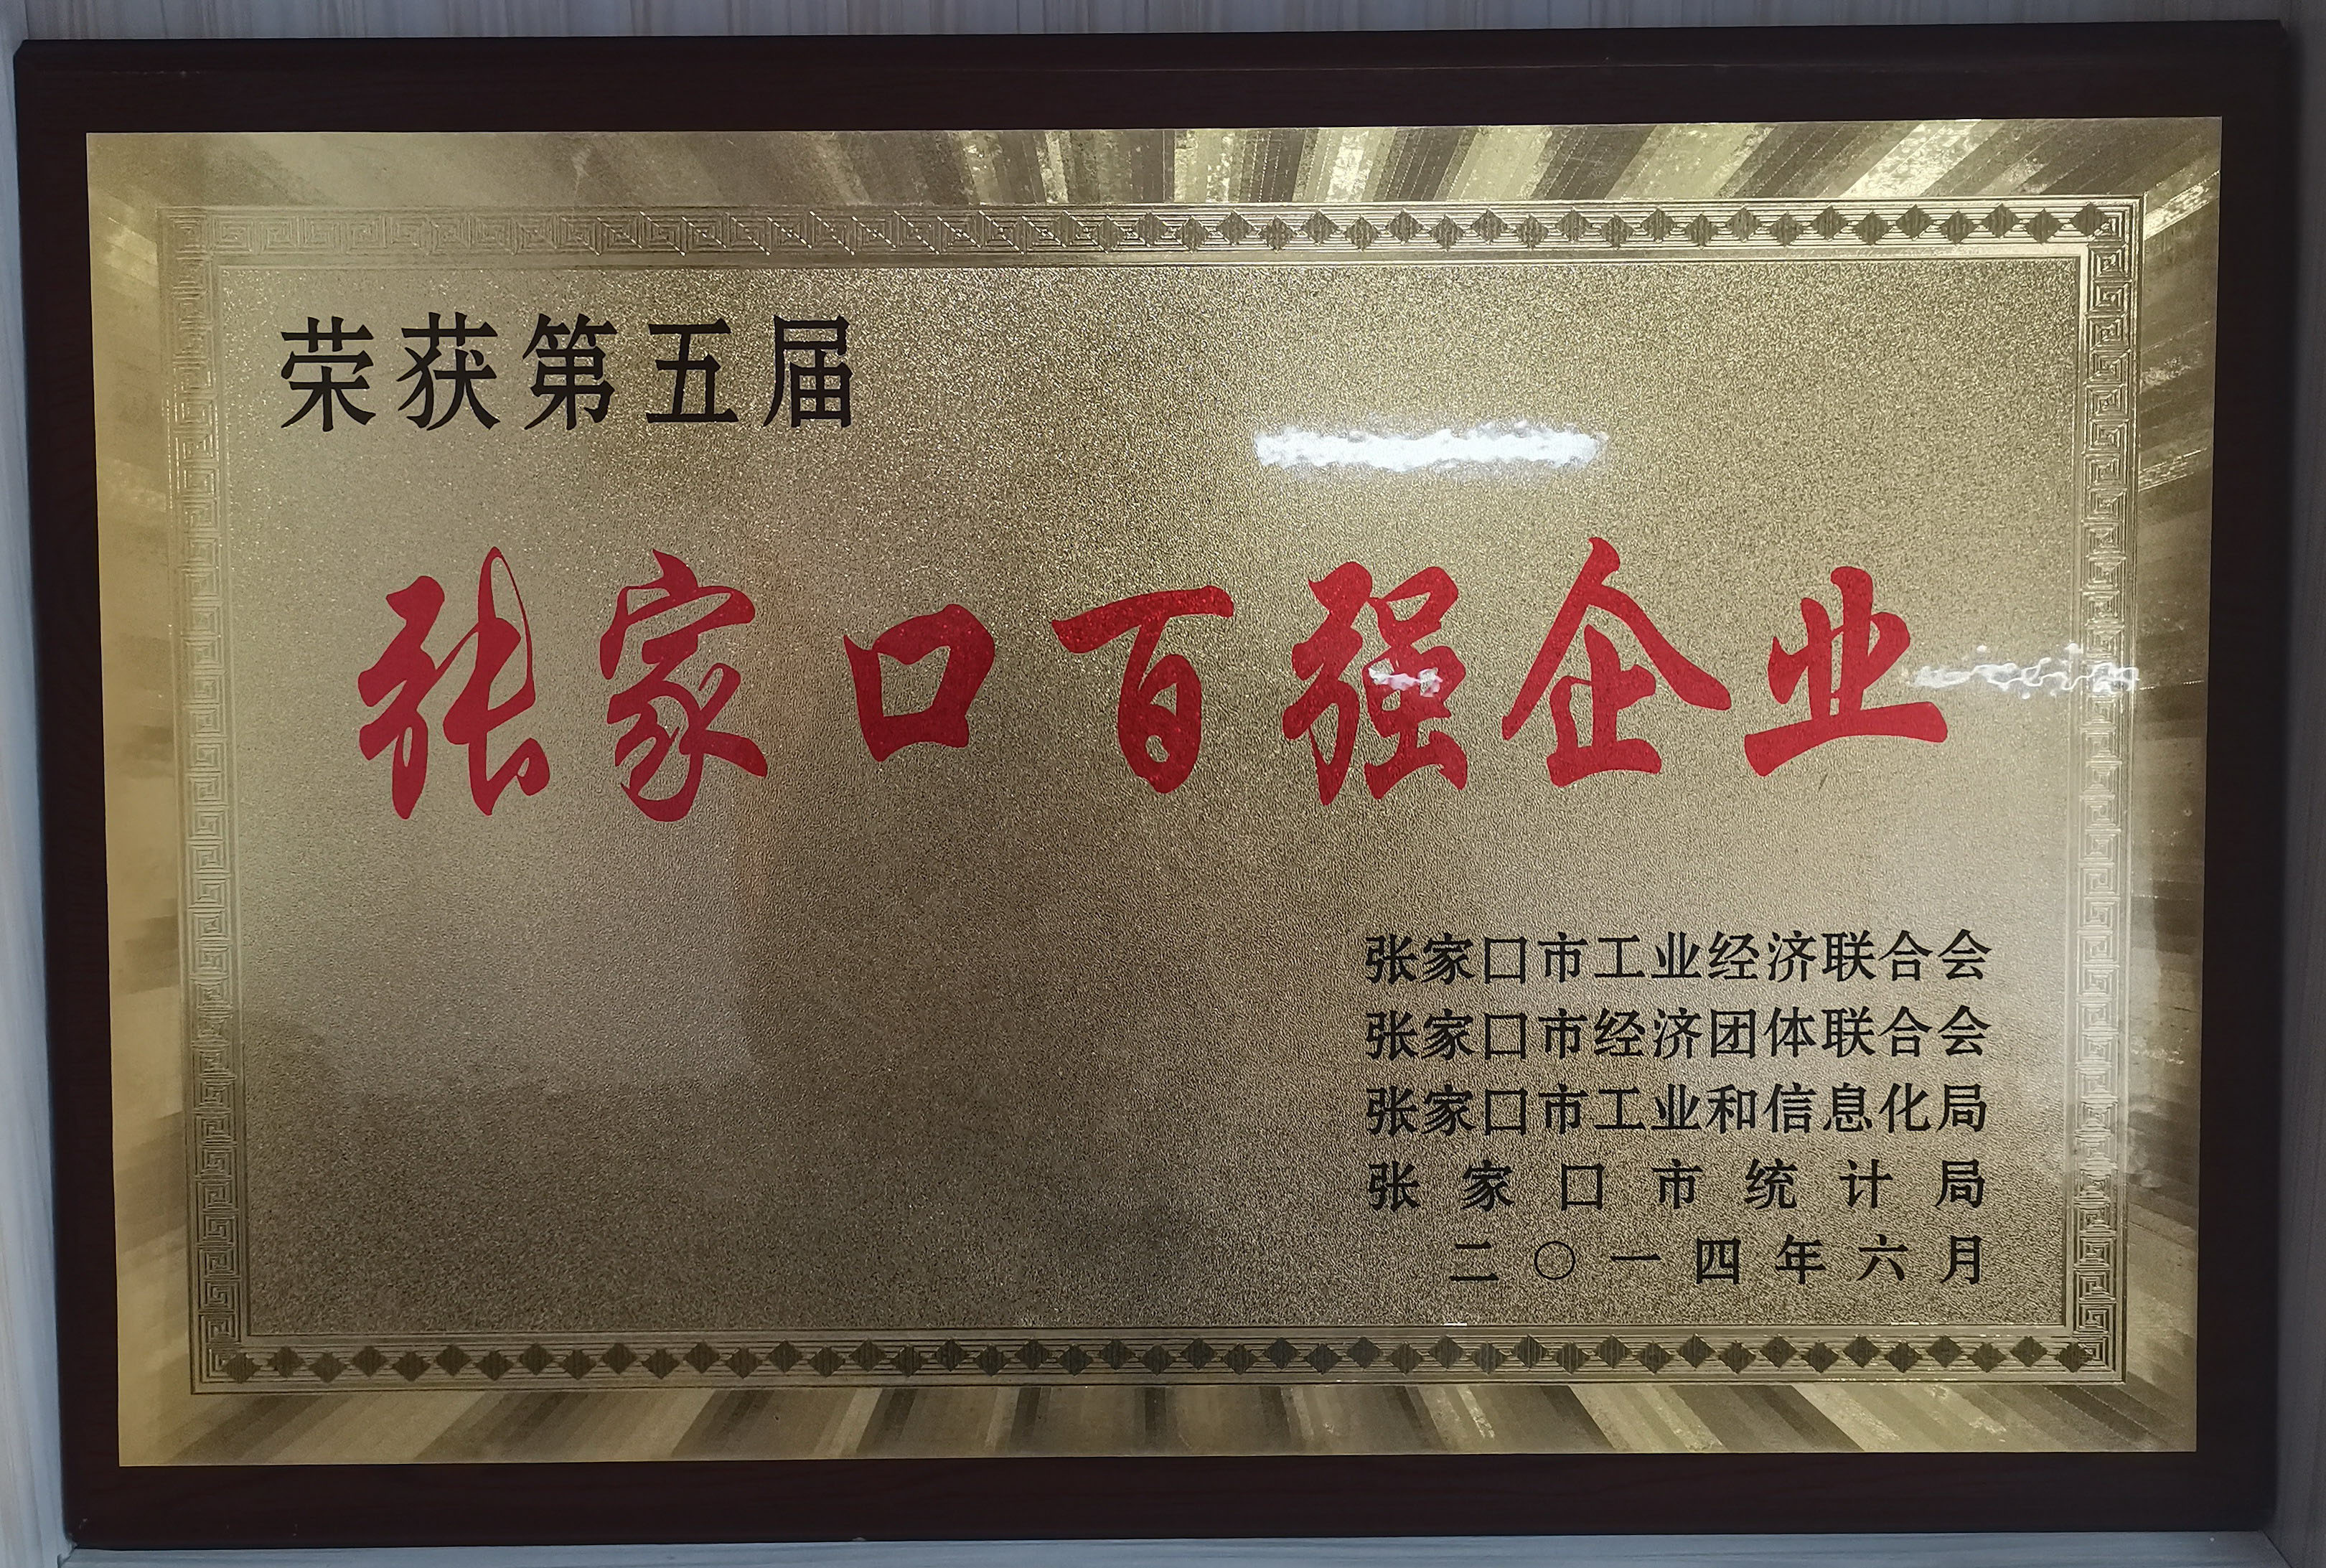 荣获第五届
张家口百强企业
张家口市工业经济联合会
张家口市经济团体联合会
张家口市工业和信息化局
张家口市统计局
二〇一四年六月